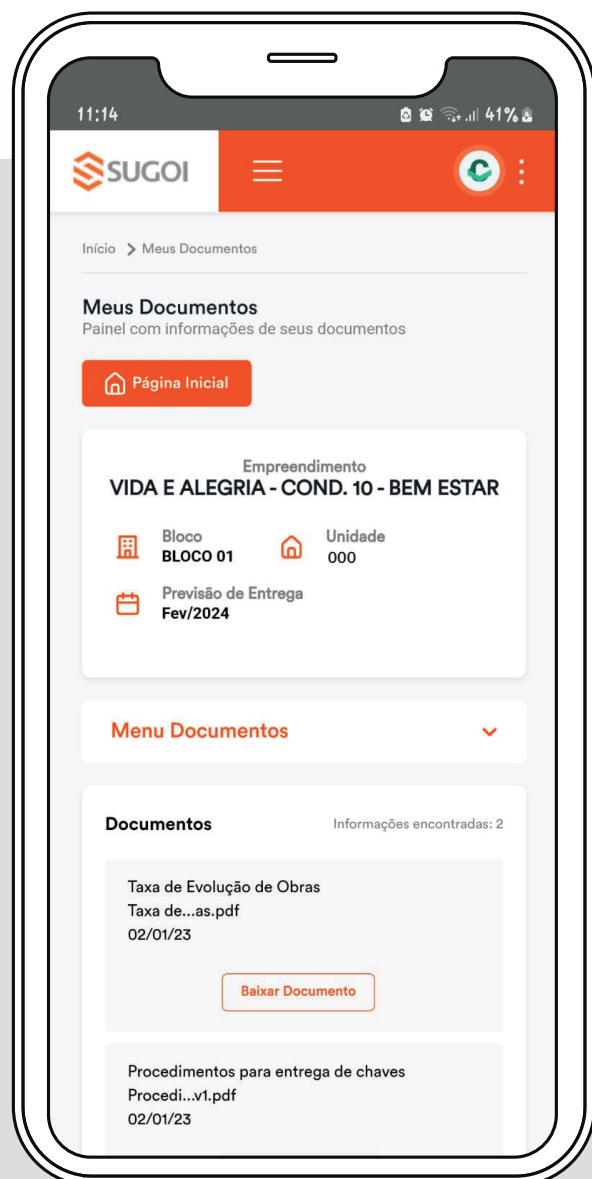 11:14
41%
SUGOI
Início > Meus Documentos
Meus Documentos
Painel com informações de seus documentos
Página Inicial
Empreendimento
VIDA E ALEGRIA - COND. 10 - BEM ESTAR
Bloco
BLOCO 01
Unidade
000
Previsão de Entrega
Fev/2024
Menu Documentos
Documentos
Informações encontradas: 2
Taxa de Evolução de Obras
Taxa de...as.pdf
02/01/23
Baixar Documento
Procedimentos para entrega de chaves
Procedi...v1.pdf
02/01/23